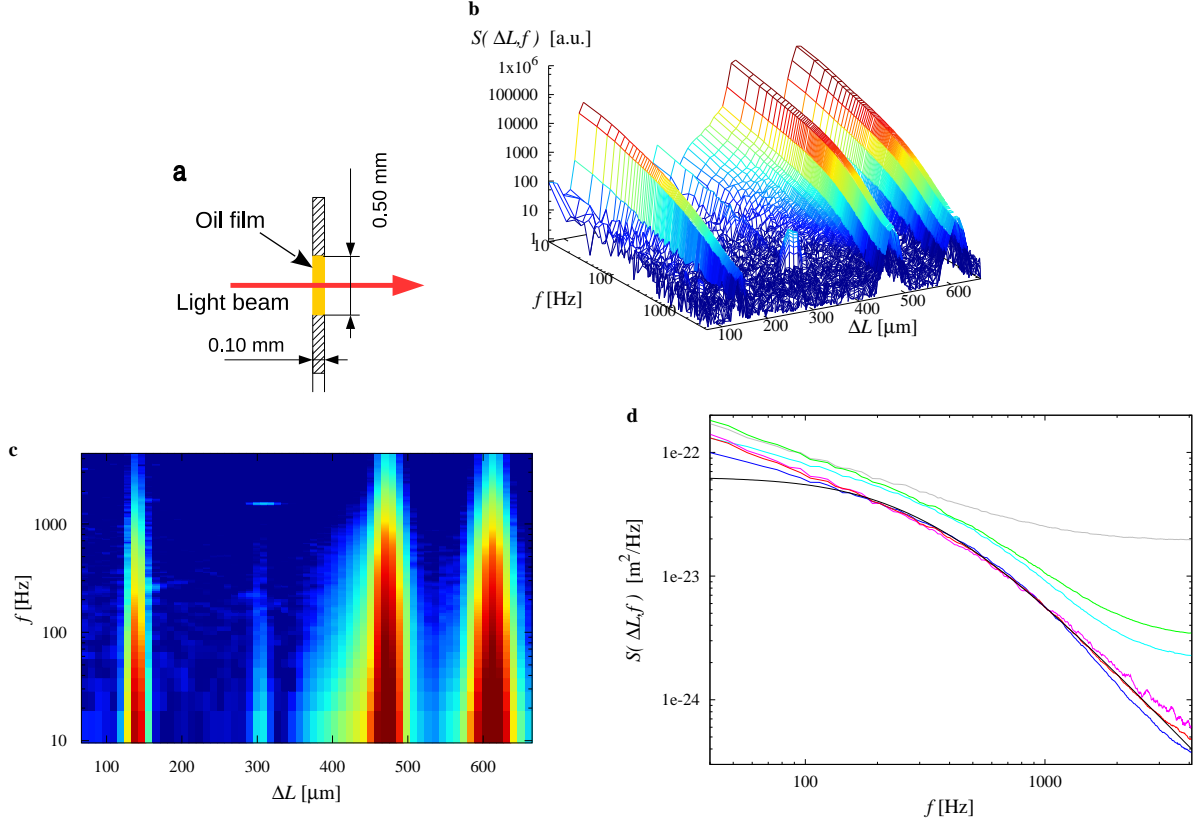 a
Oil film
Light beam
0.50 mm
0.10 mm
b
S( ΔL,f ) [a.u.]
1x10^6
100000
10000
1000
100
10
1
10
100
1000
f [Hz]
100
200
300
400
500
600
ΔL [μm]
c
1000
100
10
f [Hz]
100 200 300 400 500 600
ΔL [μm]
d
1e-22
1e-23
1e-24
S( ΔL,f ) [m^2/Hz]
100 1000
f [Hz]